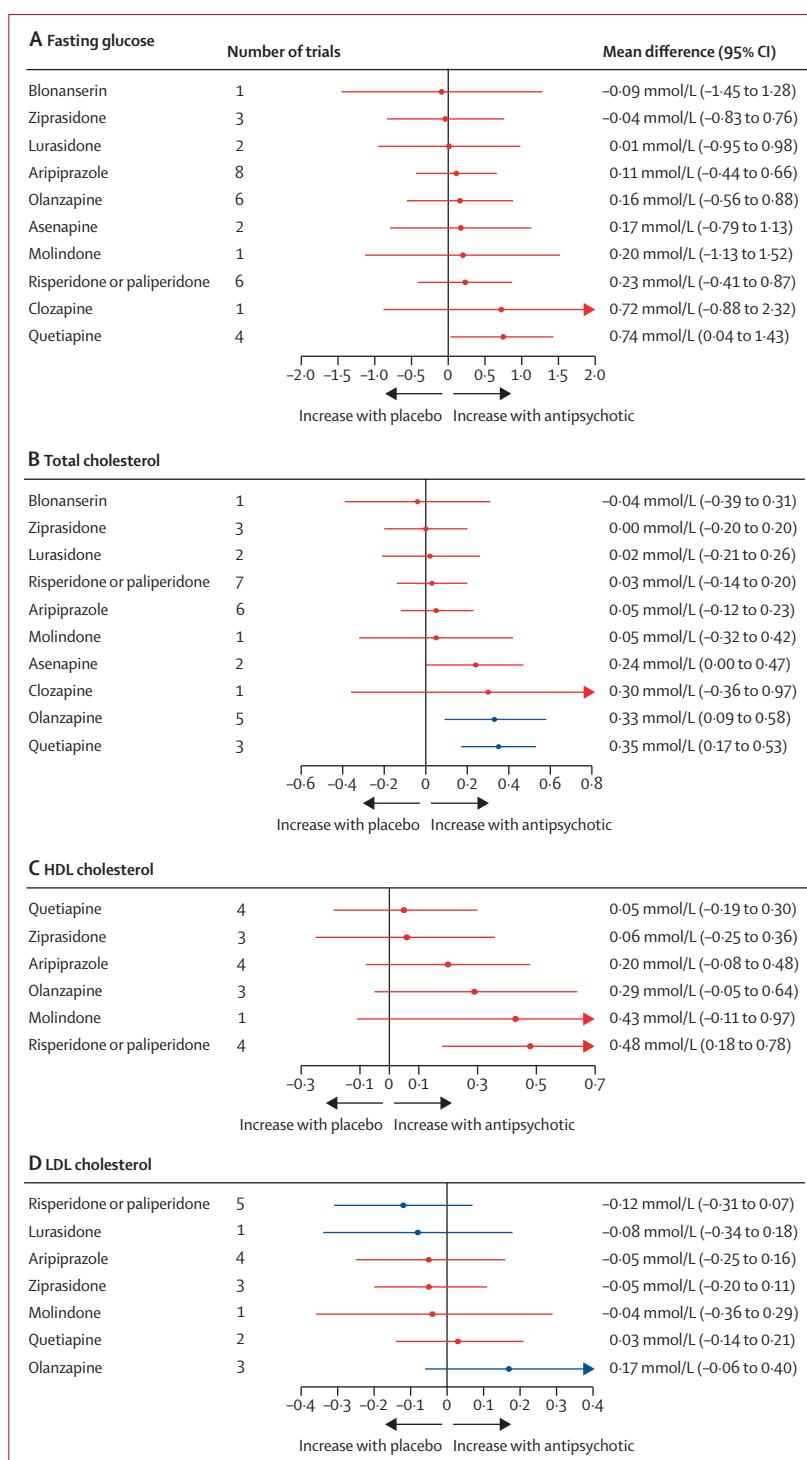 A Fasting glucose Number of trials Mean difference (95% CI)
Blonanserin 1 –0·09 mmol/L (–1·45 to 1·28)
Ziprasidone 3 –0·04 mmol/L (–0·83 to 0·76)
Lurasidone 2 0·01 mmol/L (–0·95 to 0·98)
Aripiprazole 8 0·11 mmol/L (–0·44 to 0·66)
Olanzapine 6 0·16 mmol/L (–0·56 to 0·88)
Asenapine 2 0·17 mmol/L (–0·79 to 1·13)
Molindone 1 0·20 mmol/L (–1·13 to 1·52)
Risperidone or paliperidone 6 0·23 mmol/L (–0·41 to 0·87)
Clozapine 1 0·72 mmol/L (–0·88 to 2·32)
Quetiapine 4 0·74 mmol/L (0·04 to 1·43)
–2·0 –1·5 –1·0 –0·5 0 0·5 1·0 1·5 2·0
Increase with placebo Increase with antipsychotic
B Total cholesterol
Blonanserin 1 –0·04 mmol/L (–0·39 to 0·31)
Ziprasidone 3 0·00 mmol/L (–0·20 to 0·20)
Lurasidone 2 0·02 mmol/L (–0·21 to 0·26)
Risperidone or paliperidone 7 0·03 mmol/L (–0·14 to 0·20)
Aripiprazole 6 0·05 mmol/L (–0·12 to 0·23)
Molindone 1 0·05 mmol/L (–0·32 to 0·42)
Asenapine 2 0·24 mmol/L (0·00 to 0·47)
Clozapine 1 0·30 mmol/L (–0·36 to 0·97)
Olanzapine 5 0·33 mmol/L (0·09 to 0·58)
Quetiapine 3 0·35 mmol/L (0·17 to 0·53)
–0·6 –0·4 –0·2 0 0·2 0·4 0·6 0·8
Increase with placebo Increase with antipsychotic
C HDL cholesterol
Quetiapine 4 0·05 mmol/L (–0·19 to 0·30)
Ziprasidone 3 0·06 mmol/L (–0·25 to 0·36)
Aripiprazole 4 0·20 mmol/L (–0·08 to 0·48)
Olanzapine 3 0·29 mmol/L (–0·05 to 0·64)
Molindone 1 0·43 mmol/L (–0·11 to 0·97)
Risperidone or paliperidone 4 0·48 mmol/L (0·18 to 0·78)
–0·3 –0·1 0 0·1 0·3 0·5 0·7
Increase with placebo Increase with antipsychotic
D LDL cholesterol
Risperidone or paliperidone 5 –0·12 mmol/L (–0·31 to 0·07)
Lurasidone 1 –0·08 mmol/L (–0·34 to 0·18)
Aripiprazole 4 –0·05 mmol/L (–0·25 to 0·16)
Ziprasidone 3 –0·05 mmol/L (–0·20 to 0·11)
Molindone 1 –0·04 mmol/L (–0·36 to 0·29)
Quetiapine 2 0·03 mmol/L (–0·14 to 0·21)
Olanzapine 3 0·17 mmol/L (–0·06 to 0·40)
–0·4 –0·3 –0·2 –0·1 0 0·1 0·2 0·3 0·4
Increase with placebo Increase with antipsychotic